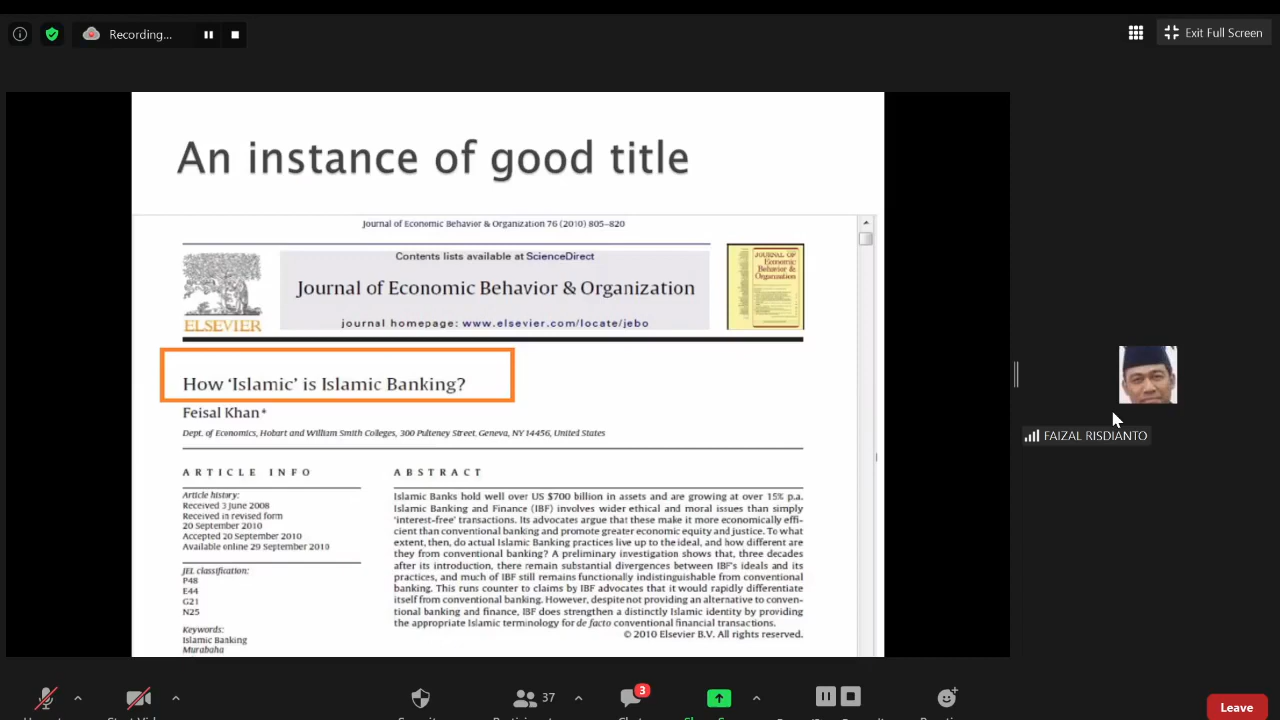 Recording...
Exit Full Screen
An instance of good title
Journal of Economic Behavior & Organization 76 (2010) 805–820
Contents lists available at ScienceDirect
Journal of Economic Behavior & Organization
journal homepage: www.elsevier.com/locate/jebo
ELSEVIER
JOURNAL OF
Economic
Behavior &
Organization
How ‘Islamic’ is Islamic Banking?
Feisal Khan*
Dept. of Economics, Hobart and William Smith Colleges, 300 Pulteney Street, Geneva, NY 14456, United States
ARTICLE INFO
Article history:
Received 3 June 2008
Received in revised form
20 September 2010
Accepted 20 September 2010
Available online 29 September 2010
JEL classification:
P48
E44
G21
N25
Keywords:
Islamic Banking
Murabaha
ABSTRACT
Islamic Banks hold well over US $700 billion in assets and are growing at over 15% p.a.
Islamic Banking and Finance (IBF) involves wider ethical and moral issues than simply
‘interest-free’ transactions. Its advocates argue that these make it more economically effi-
cient than conventional banking and promote greater economic equity and justice. To what
extent, then, do actual Islamic Banking practices live up to the ideal, and how different are
they from conventional banking? A preliminary investigation shows that, three decades
after its introduction, there remain substantial divergences between IBF's ideals and its
practices, and much of IBF still remains functionally indistinguishable from conventional
banking. This runs counter to claims by IBF advocates that it would rapidly differentiate
itself from conventional banking. However, despite not providing an alternative to conven-
tional banking and finance, IBF does strengthen a distinctly Islamic identity by providing
the appropriate Islamic terminology for de facto conventional financial transactions.
© 2010 Elsevier B.V. All rights reserved.
FAIZAL RISDIANTO
37
3
Leave